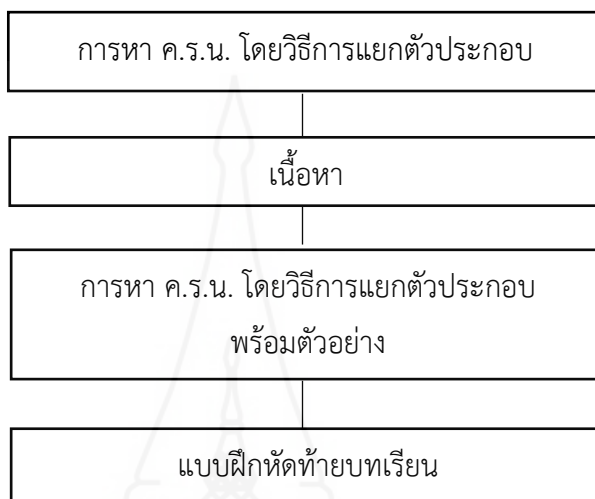 การหา ค.ร.น. โดยวิธีการแยกตัวประกอบ
เนื้อหา
การหา ค.ร.น. โดยวิธีการแยกตัวประกอบ
พร้อมตัวอย่าง
แบบฝึกหัดท้ายบทเรียน